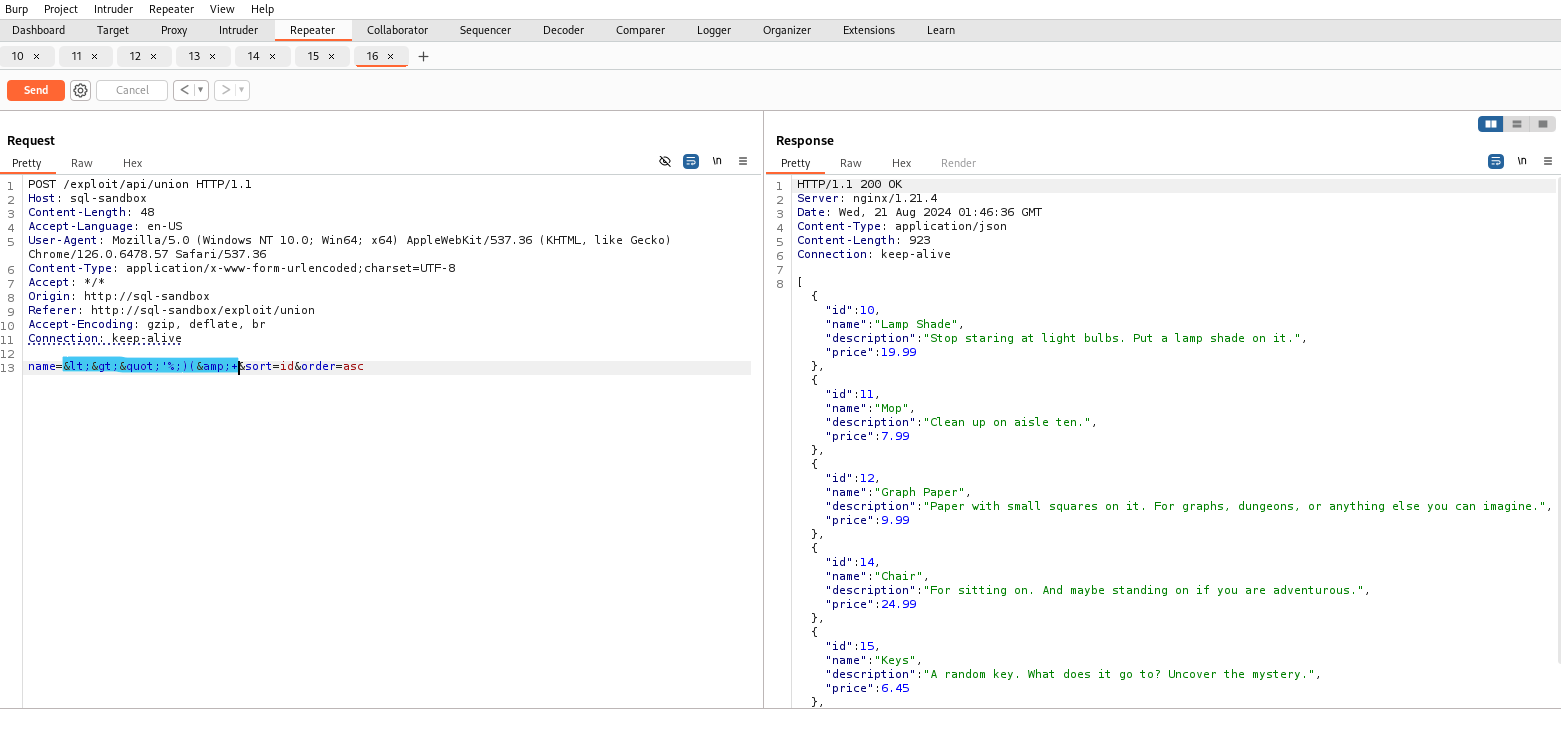 Burp Project Intruder Repeater View Help
Dashboard Target Proxy Intruder Repeater Collaborator Sequencer Decoder Comparer Logger Organizer Extensions Learn
10 × 11 × 12 × 13 × 14 × 15 × 16 × +
Send Cancel < ▼ > ▼
Request
Pretty Raw Hex \n
1 POST /exploit/api/union HTTP/1.1
2 Host: sql-sandbox
3 Content-Length: 48
4 Accept-Language: en-US
5 User-Agent: Mozilla/5.0 (Windows NT 10.0; Win64; x64) AppleWebKit/537.36 (KHTML, like Gecko)
Chrome/126.0.6478.57 Safari/537.36
6 Content-Type: application/x-www-form-urlencoded;charset=UTF-8
7 Accept: */*
8 Origin: http://sql-sandbox
9 Referer: http://sql-sandbox/exploit/union
10 Accept-Encoding: gzip, deflate, br
11 Connection: keep-alive
12
13 name=&lt;&gt;&quot;'%;)(&amp;+&sort=id&order=asc
Response
Pretty Raw Hex Render \n
1 HTTP/1.1 200 OK
2 Server: nginx/1.21.4
3 Date: Wed, 21 Aug 2024 01:46:36 GMT
4 Content-Type: application/json
5 Content-Length: 923
6 Connection: keep-alive
7
8 [
{
"id":10,
"name":"Lamp Shade",
"description":"Stop staring at light bulbs. Put a lamp shade on it.",
"price":19.99
},
{
"id":11,
"name":"Mop",
"description":"Clean up on aisle ten.",
"price":7.99
},
{
"id":12,
"name":"Graph Paper",
"description":"Paper with small squares on it. For graphs, dungeons, or anything else you can imagine.",
"price":9.99
},
{
"id":14,
"name":"Chair",
"description":"For sitting on. And maybe standing on if you are adventurous.",
"price":24.99
},
{
"id":15,
"name":"Keys",
"description":"A random key. What does it go to? Uncover the mystery.",
"price":6.45
},